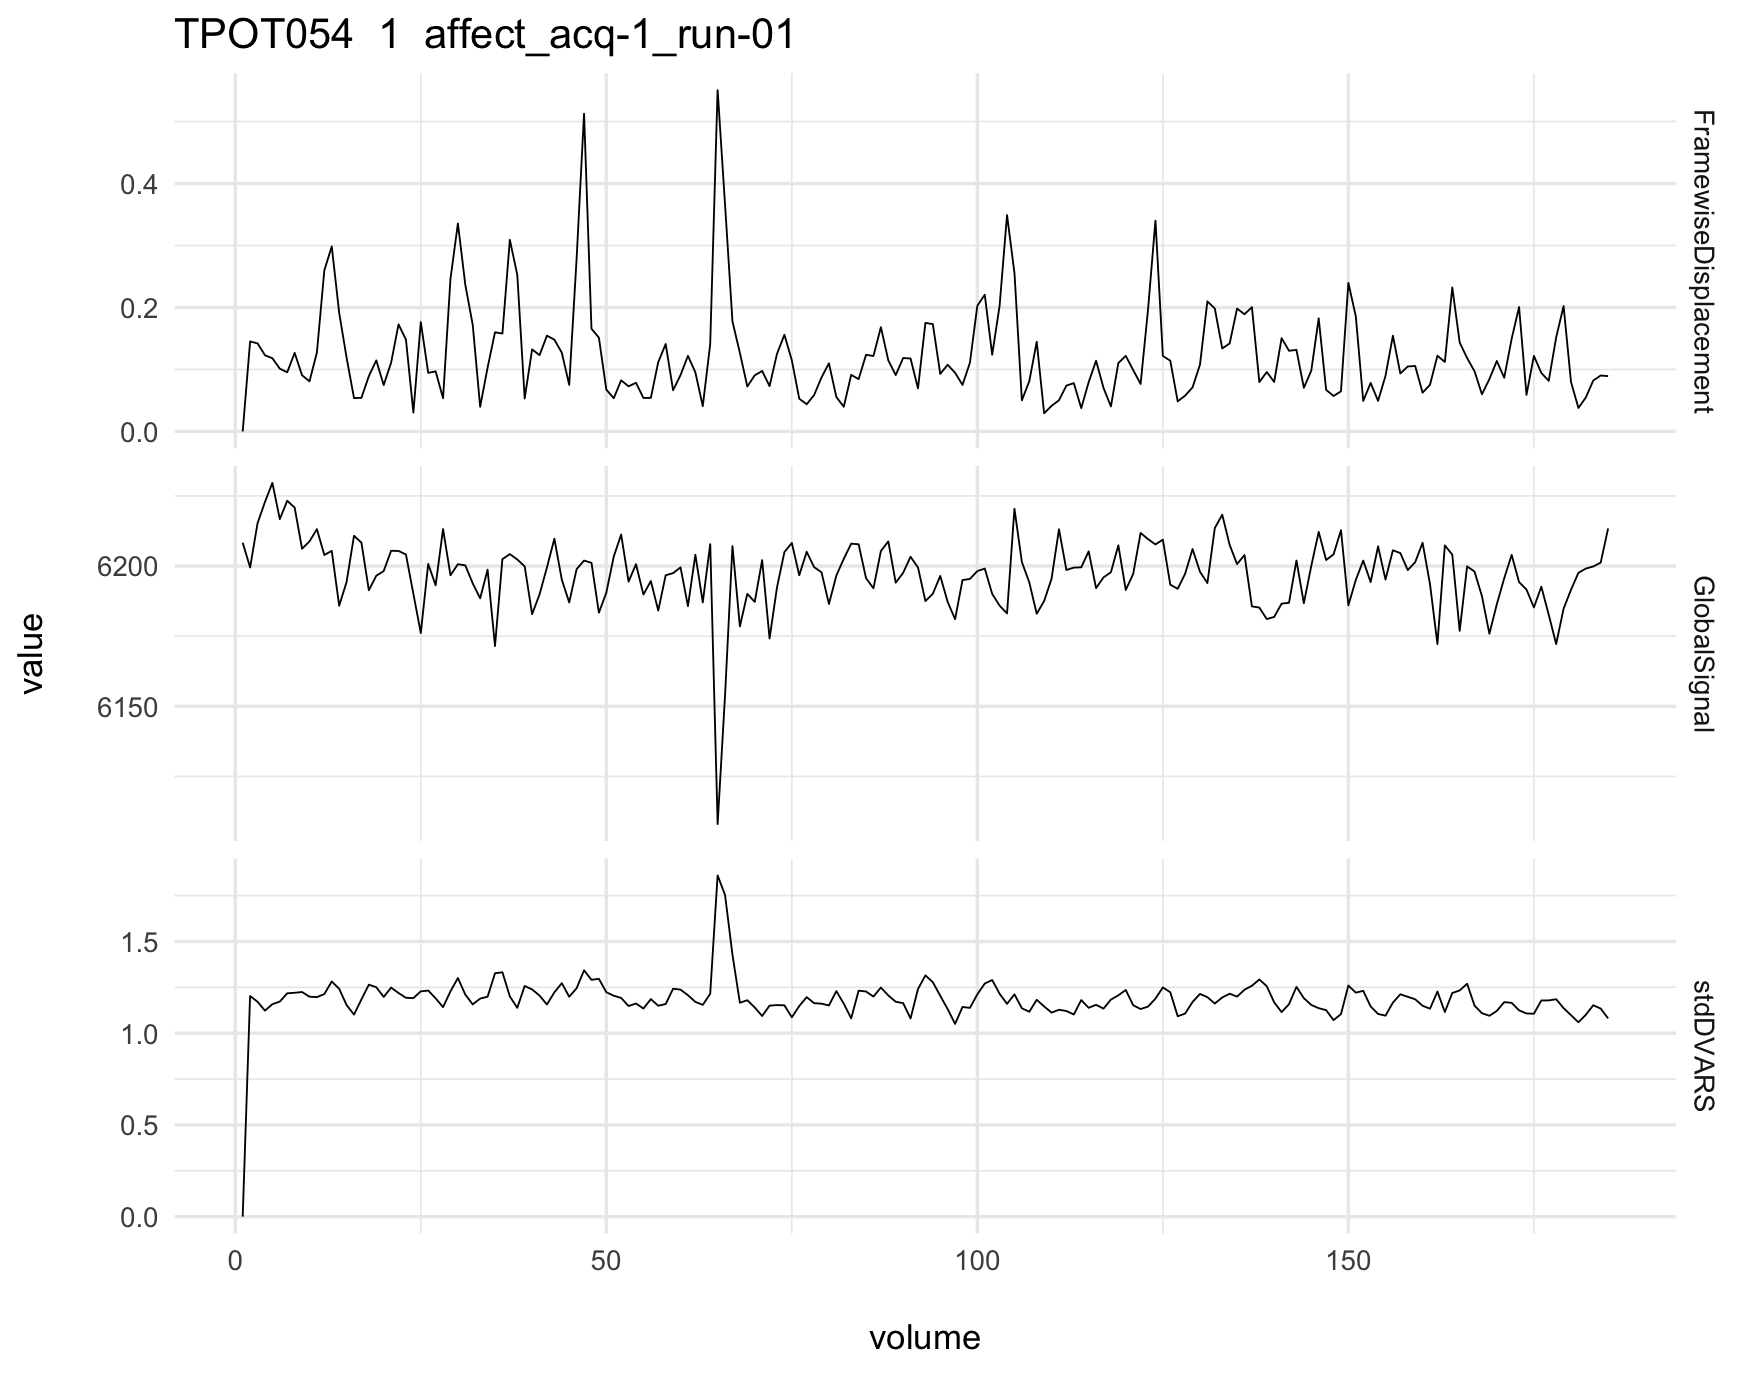 TPOT054 1 affect_acq-1_run-01
value
0.4
0.2
0.0
FramewiseDisplacement
6200
6150
GlobalSignal
1.5
1.0
0.5
0.0
stdDVARS
0 50 100 150
volume